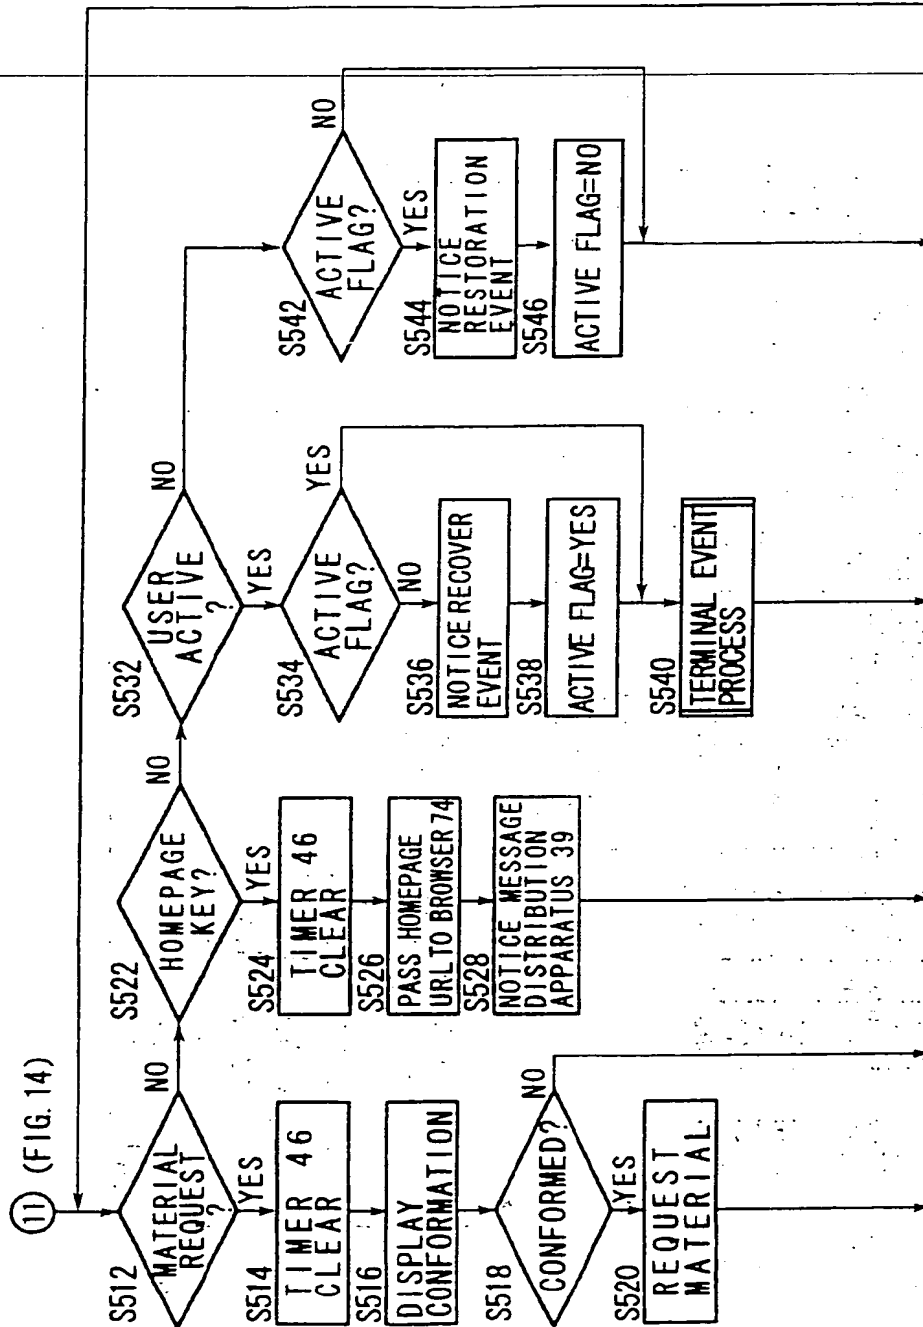 11 (FIG. 14)
S512
MATERIAL
REQUEST
?
NO
YES
S514
TIMER 46
CLEAR
S516
DISPLAY
CONFORMATION
S518
CONFORMED?
NO
YES
S520
REQUEST
MATERIAL
S522
HOMEPAGE
KEY?
NO
YES
S524
TIMER 46
CLEAR
S526
PASS HOMEPAGE
URL TO BROWSER 74
S528
NOTICE MESSAGE
DISTRIBUTION
APPARATUS 39
S532
USER
ACTIVE
?
NO
YES
S534
ACTIVE
FLAG?
YES
NO
S536
NOTICE RECOVER
EVENT
S538
ACTIVE FLAG=YES
S540
TERMINAL EVENT
PROCESS
S542
ACTIVE
FLAG?
NO
YES
S544
NOTICE
RESTORATION
EVENT
S546
ACTIVE FLAG=NO